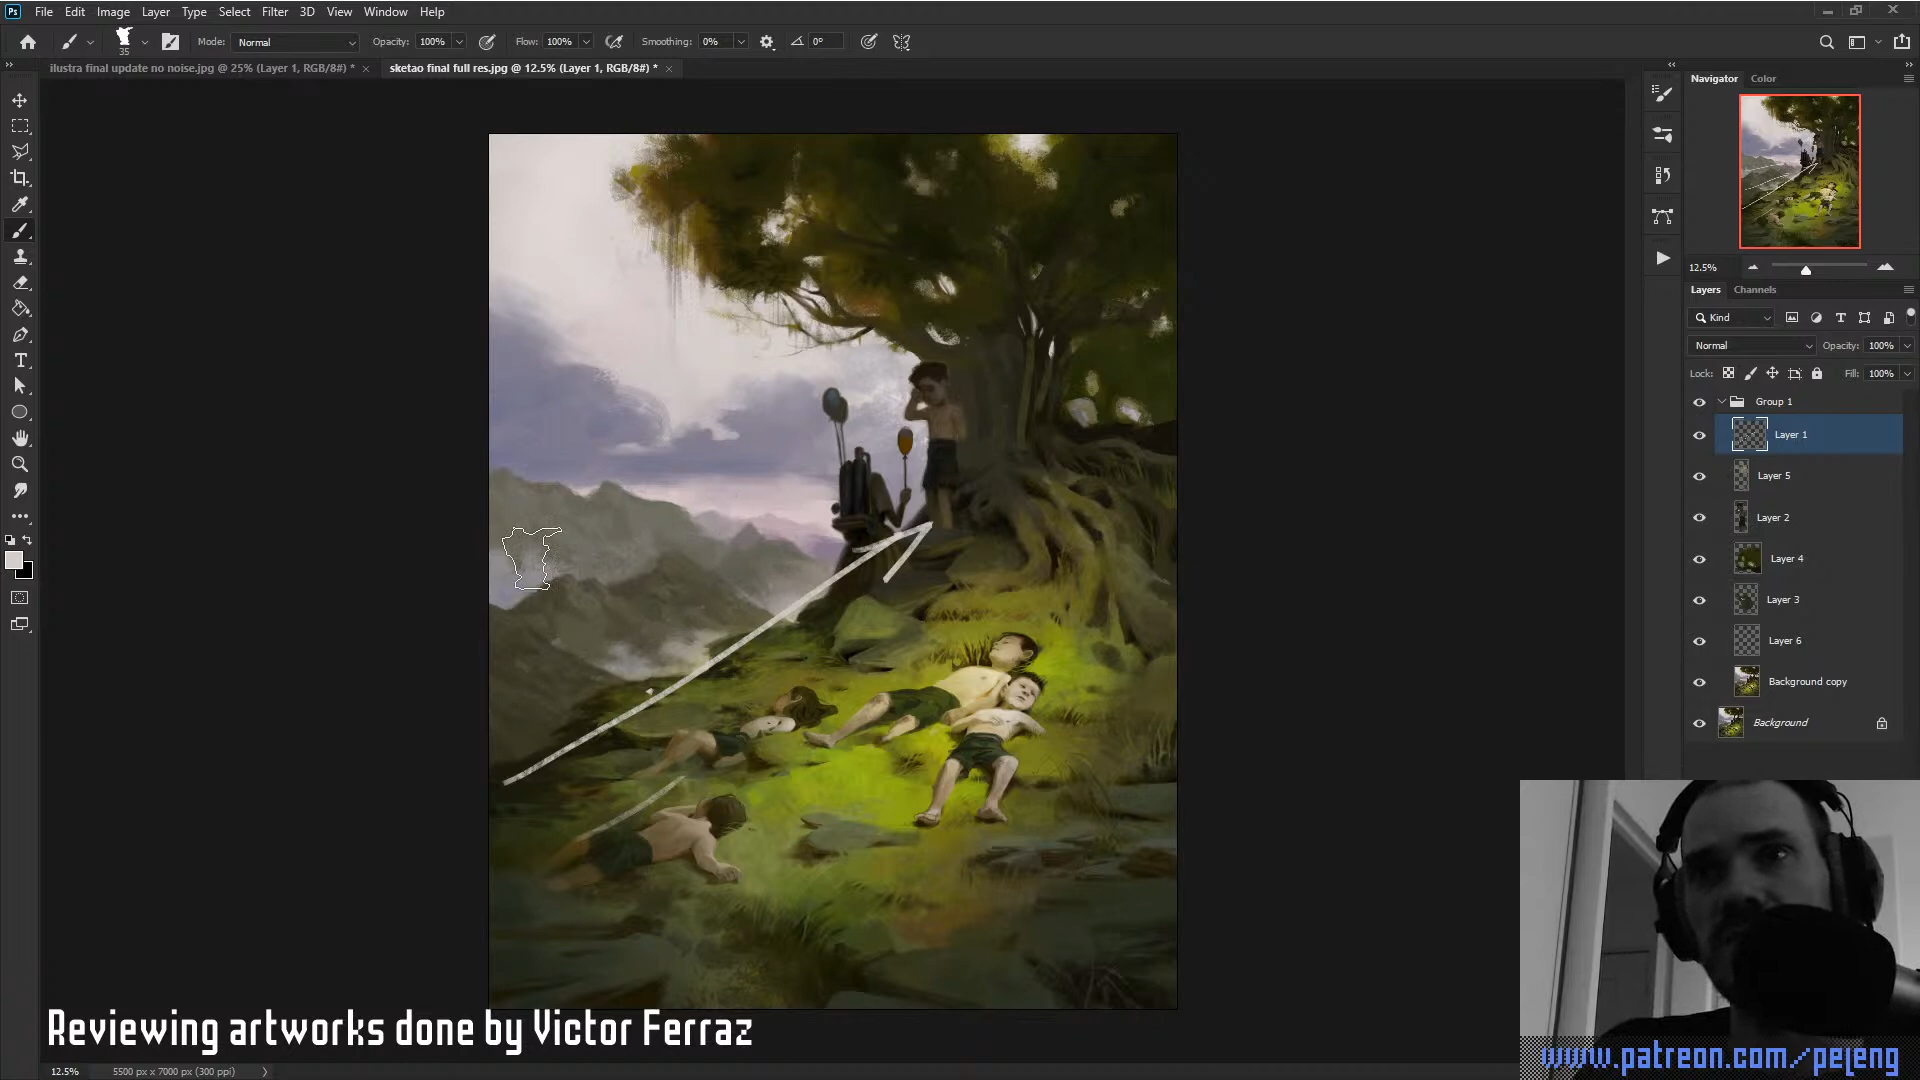 Ps File Edit Image Layer Type Select Filter 3D View Window Help
35 Mode: Normal Opacity: 100% Flow: 100% Smoothing: 0% 0°
ilustra final update no noise.jpg @ 25% (Layer 1, RGB/8#) * × sketao final full res.jpg @ 12.5% (Layer 1, RGB/8#) * ×
Navigator Color
12.5%
Layers Channels
Kind
Normal Opacity: 100%
Lock: Fill: 100%
Group 1
Layer 1
Layer 5
Layer 2
Layer 4
Layer 3
Layer 6
Background copy
Background
Reviewing artworks done by Victor Ferraz
www.patreon.com/peleng
12.5% 5500 px x 7000 px (300 ppi)